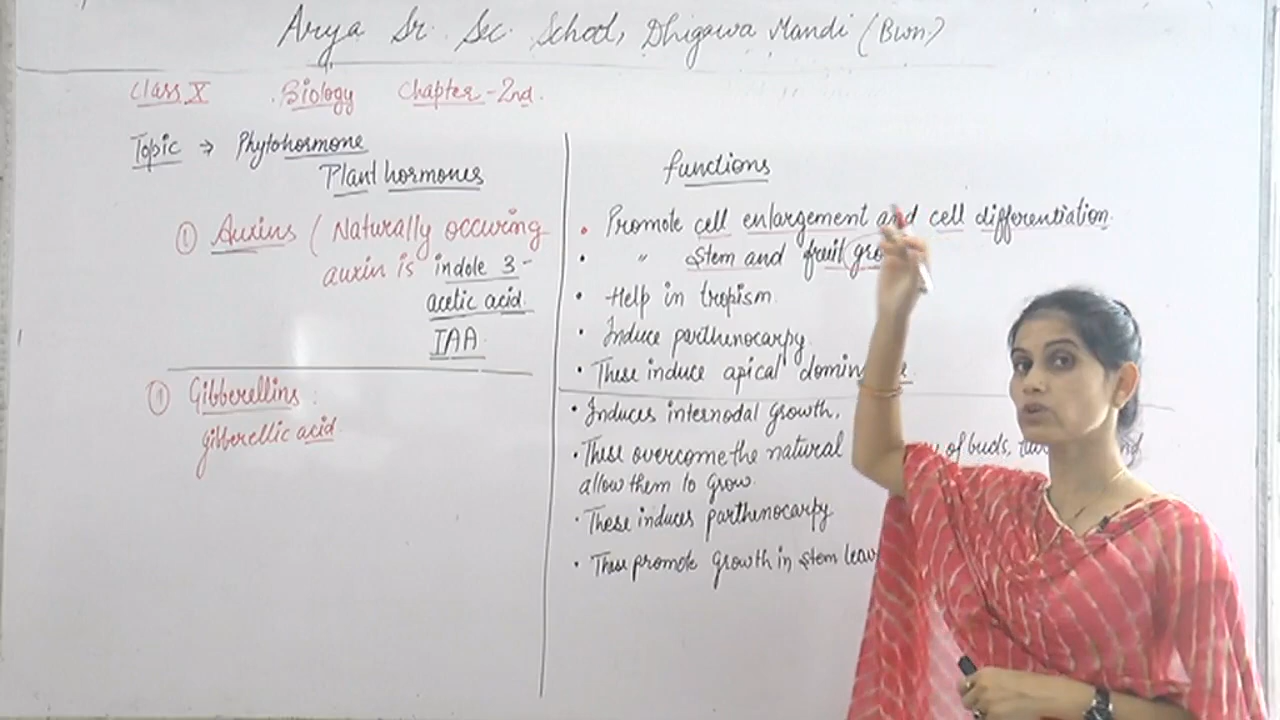 Arya Sr. Sec. School, Dhigawa Mandi (Bwn)
Class X Biology Chapter-2nd.
Topic → Phytohormone
Plant hormones
① Auxins ( Naturally occuring
auxin is indole 3-
acetic acid.
IAA
① Gibberellins :
gibberellic acid
functions
• Promote cell enlargement and cell differentiation.
• " Stem and fruit
• Help in tropism.
• Induce parthenocarpy.
• These induce apical
• Induces internodal growth.
• These overcome the natural of buds,
allow them to grow.
• These induces parthenocarpy
• These promote growth in stem